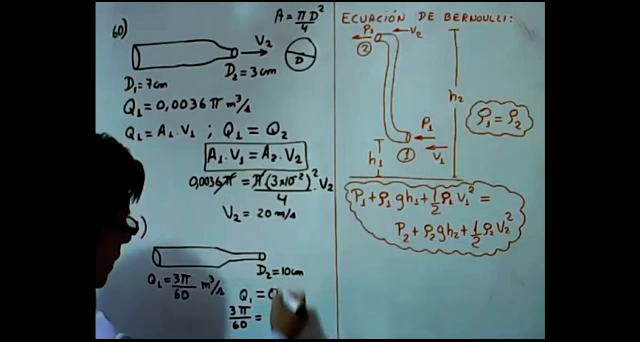 60)
A = πD²/4
V₂
D
D₁=7cm
D₂=3cm
Q₁=0,0036π m³/s
Q₁=A₁.V₁ ; Q₁=Q₂
A₁.V₁ = A₂.V₂
0,0036π = π(3×10⁻²)²/4 . V₂
V₂ = 20 m/s
)
D₂=10cm
Q₁=3π/60 m³/s
Q₁ =
3π/60 =
ECUACIÓN DE BERNOULLI:
P₂ V₂
②
h₂
ρ₁=ρ₂
P₁
h₁ ① V₁
P₁+ρ₁gh₁+½ρ₁V₁² =
P₂+ρ₂gh₂+½ρ₂V₂²